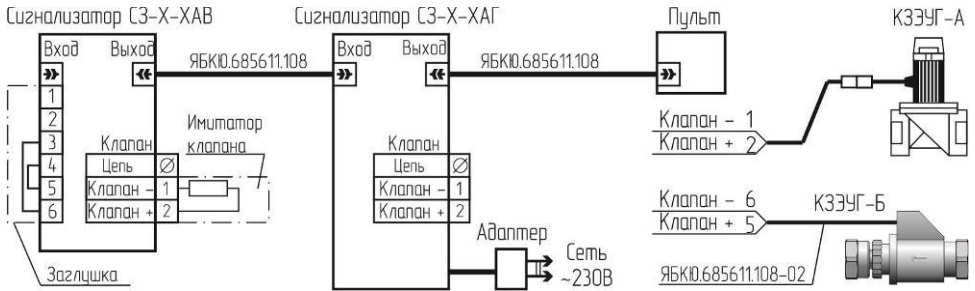 Сигнализатор СЗ-Х-ХАВ
Сигнализатор СЗ-Х-ХАГ
Пульт
КЗЭУГ-А
Вход Выход
ЯБКЮ.685611.108
Вход Выход
ЯБКЮ.685611.108
1
2
3
4
5
6
Имитатор
клапана
Клапан
Цепь ∅
Клапан - 1
Клапан + 2
Клапан
Цепь ∅
Клапан - 1
Клапан + 2
Клапан - 1
Клапан + 2
Клапан - 6
Клапан + 5
КЗЭУГ-Б
Адаптер
Сеть
~230В
Заглушка
ЯБКЮ.685611.108-02